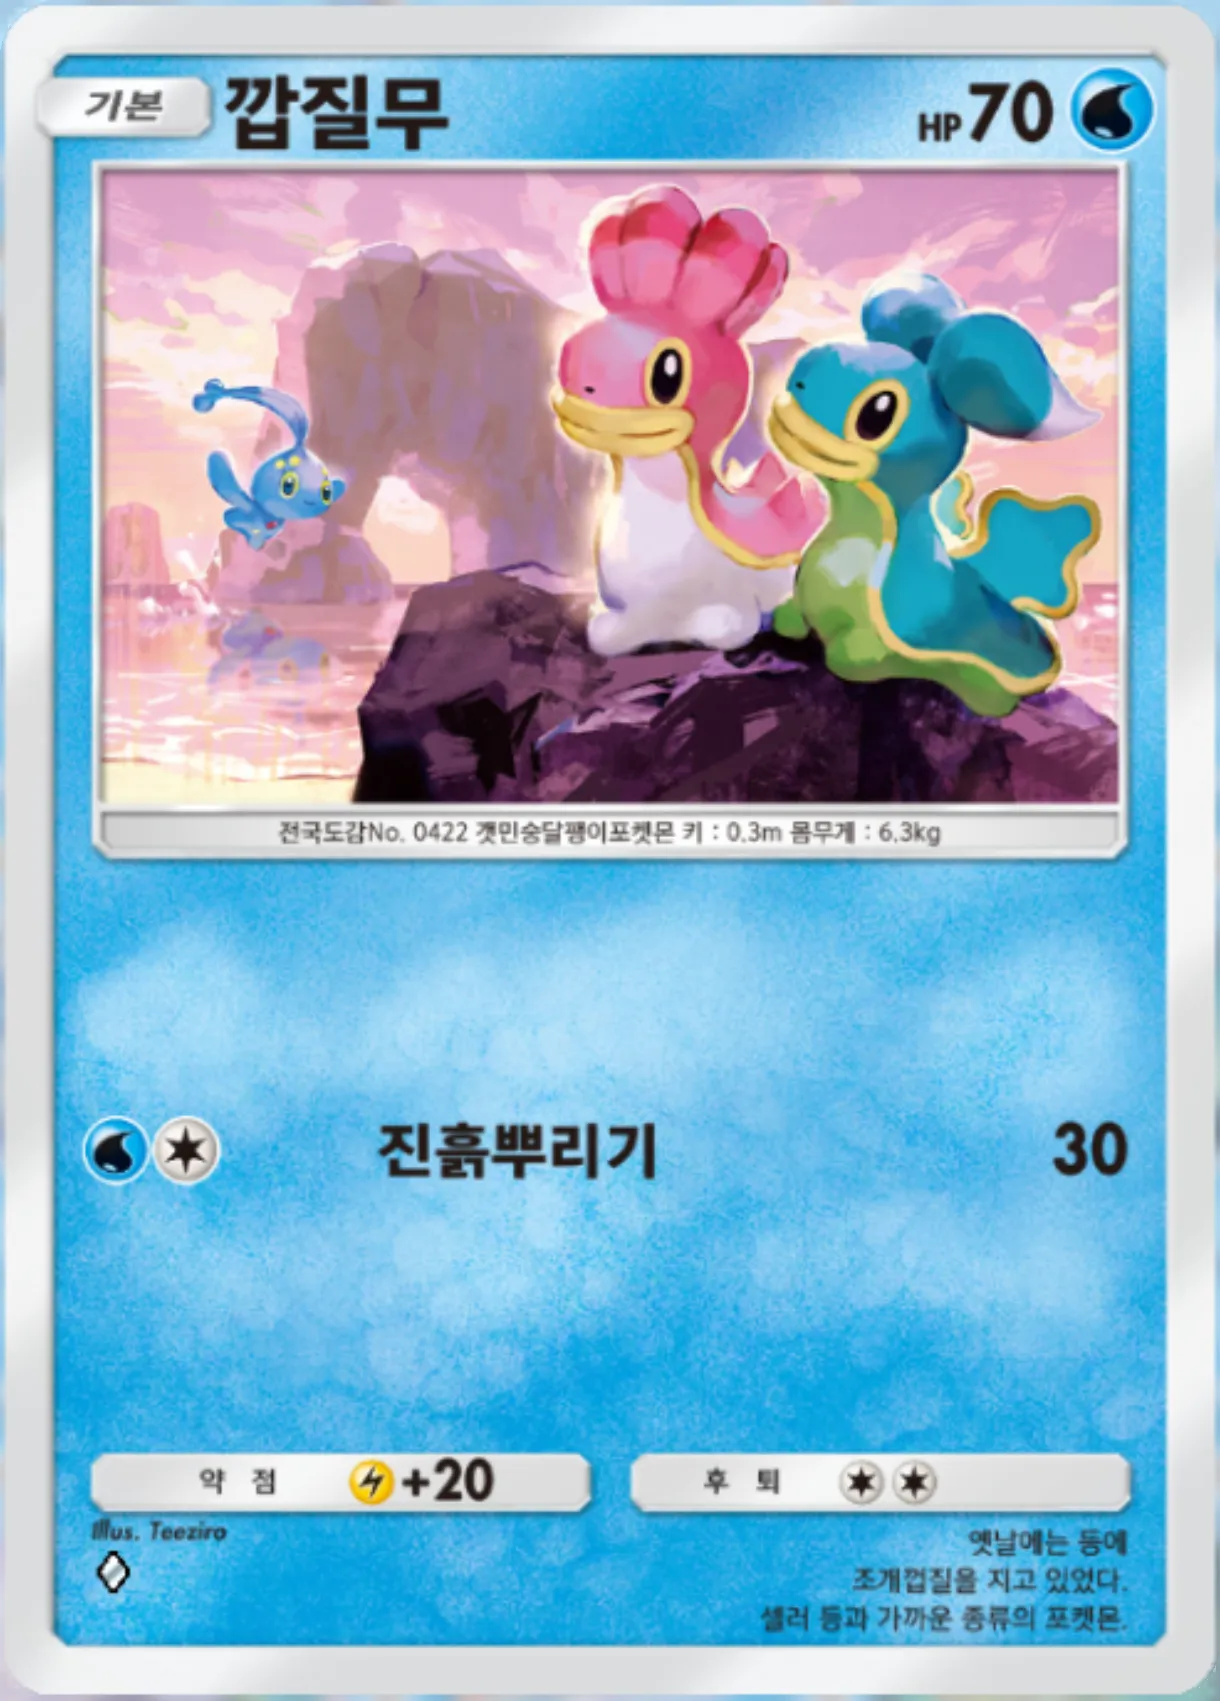 기본 깝질무 HP 70
전국도감No. 0422 갯민숭달팽이포켓몬 키 : 0.3m 몸무게 : 6.3kg
진흙뿌리기 30
약점 +20 후퇴
Illus. Teeziro
옛날에는 등에
조개껍질을 지고 있었다.
셀러 등과 가까운 종류의 포켓몬.